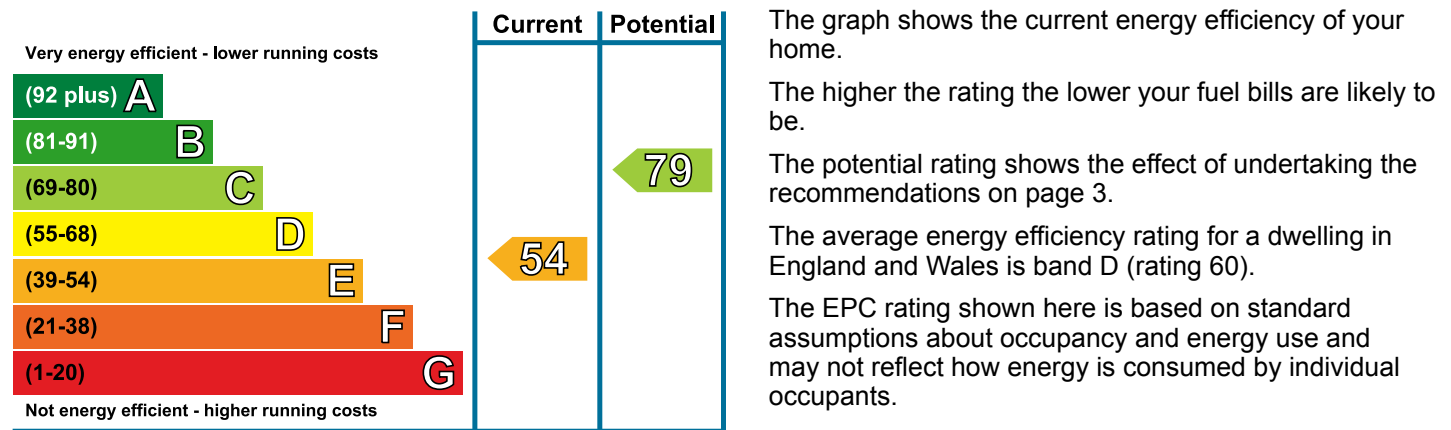 Current Potential
Very energy efficient - lower running costs
(92 plus) A
(81-91) B
(69-80) C
79
(55-68) D
54
(39-54) E
(21-38) F
(1-20) G
Not energy efficient - higher running costs
The graph shows the current energy efficiency of your
home.
The higher the rating the lower your fuel bills are likely to
be.
The potential rating shows the effect of undertaking the
recommendations on page 3.
The average energy efficiency rating for a dwelling in
England and Wales is band D (rating 60).
The EPC rating shown here is based on standard
assumptions about occupancy and energy use and
may not reflect how energy is consumed by individual
occupants.